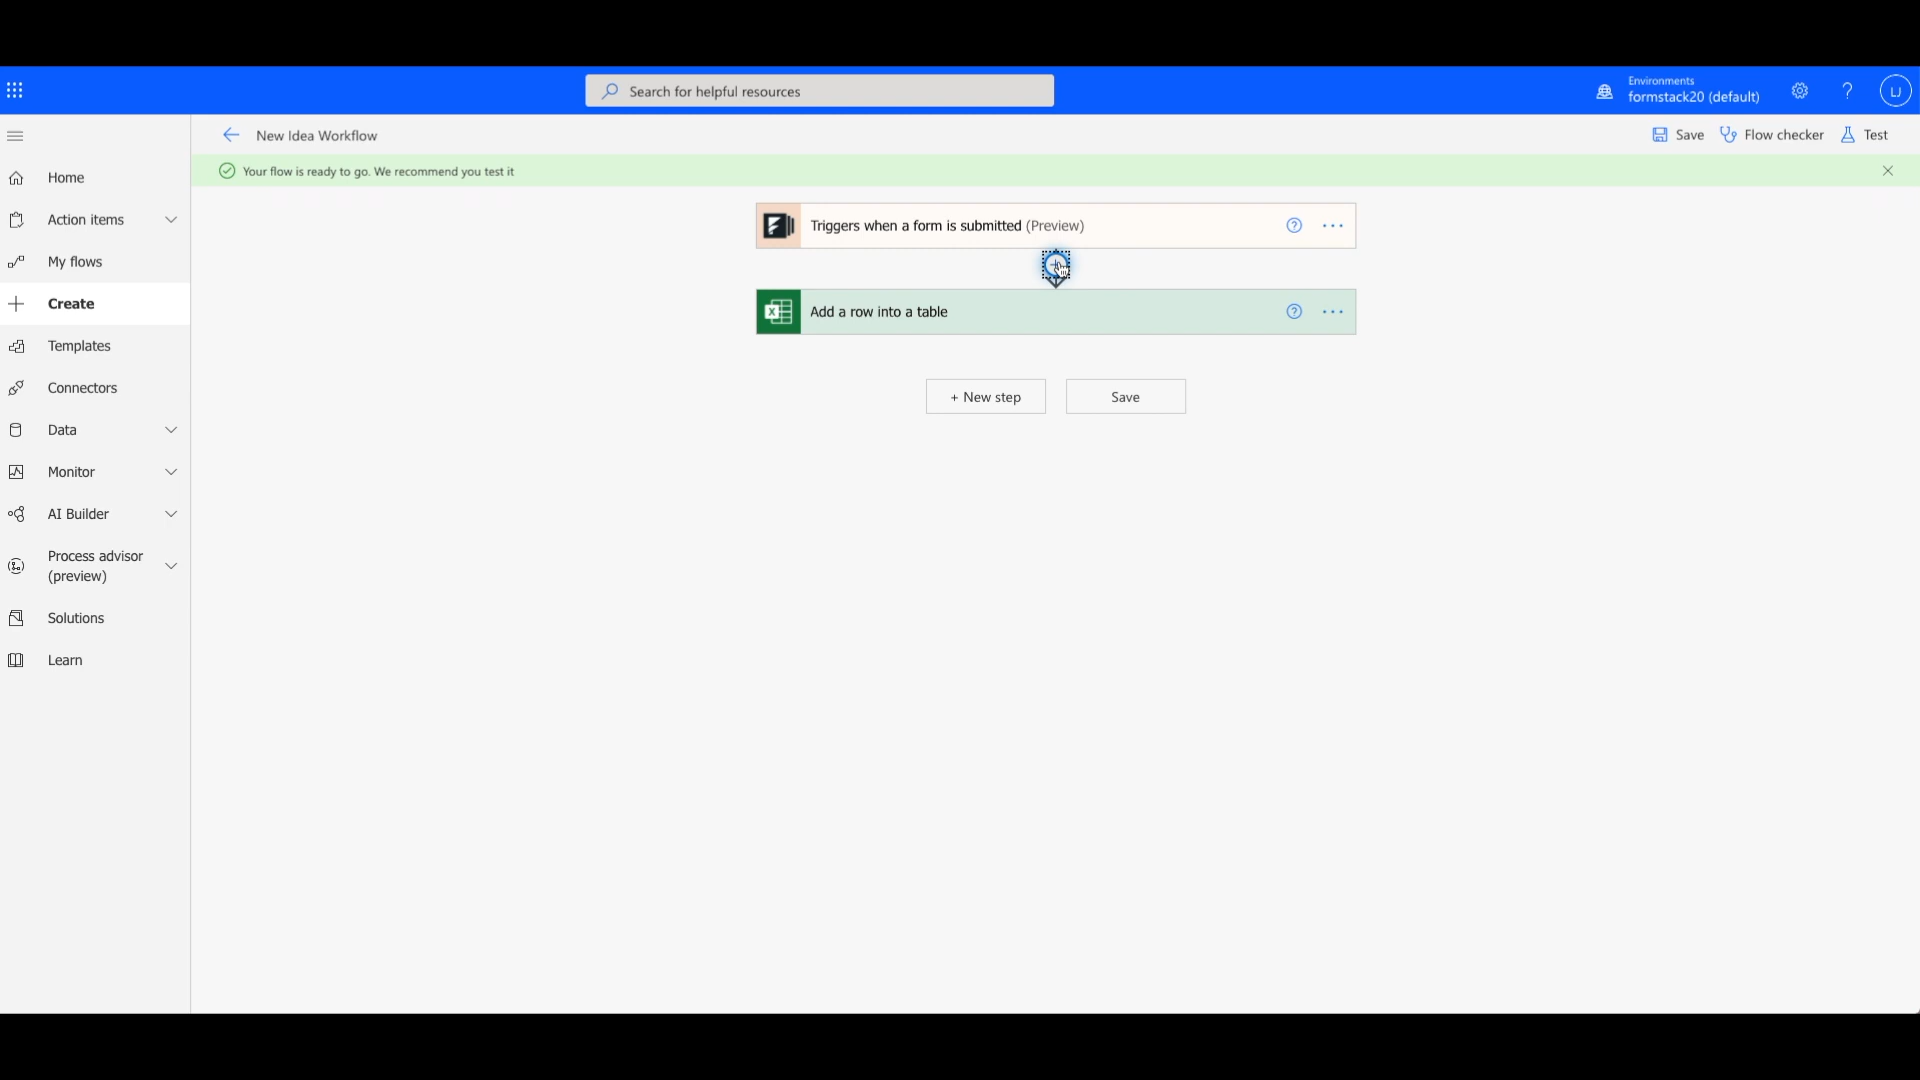 Search for helpful resources
Environments
formstack20 (default)
?
LJ
New Idea Workflow
Save
Flow checker
Test
Your flow is ready to go. We recommend you test it
Home
Action items
My flows
Create
Templates
Connectors
Data
Monitor
AI Builder
Process advisor
(preview)
Solutions
Learn
Triggers when a form is submitted (Preview)
Add a row into a table
+ New step
Save